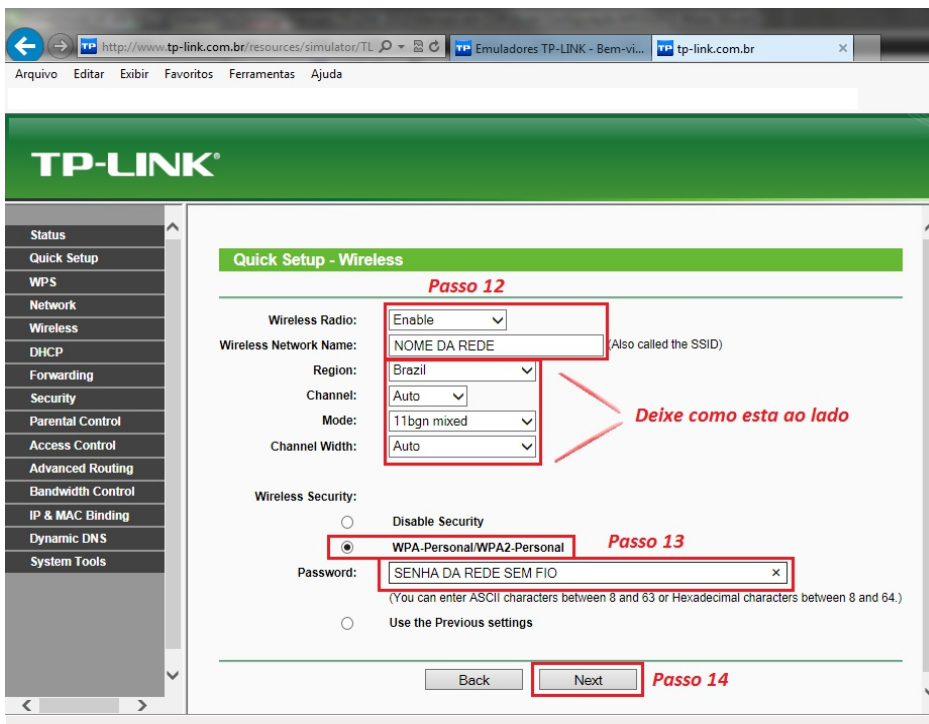 http://www.tp-link.com.br/resources/simulator/TL
Emuladores TP-LINK - Bem-vi...
tp-link.com.br
Arquivo Editar Exibir Favoritos Ferramentas Ajuda
TP-LINK®
Status
Quick Setup
WPS
Network
Wireless
DHCP
Forwarding
Security
Parental Control
Access Control
Advanced Routing
Bandwidth Control
IP & MAC Binding
Dynamic DNS
System Tools
Quick Setup - Wireless
Passo 12
Wireless Radio: Enable
Wireless Network Name: NOME DA REDE (Also called the SSID)
Region: Brazil
Channel: Auto
Mode: 11bgn mixed
Channel Width: Auto
Deixe como esta ao lado
Wireless Security:
Disable Security
WPA-Personal/WPA2-Personal Passo 13
Password: SENHA DA REDE SEM FIO
(You can enter ASCII characters between 8 and 63 or Hexadecimal characters between 8 and 64.)
Use the Previous settings
Back Next Passo 14